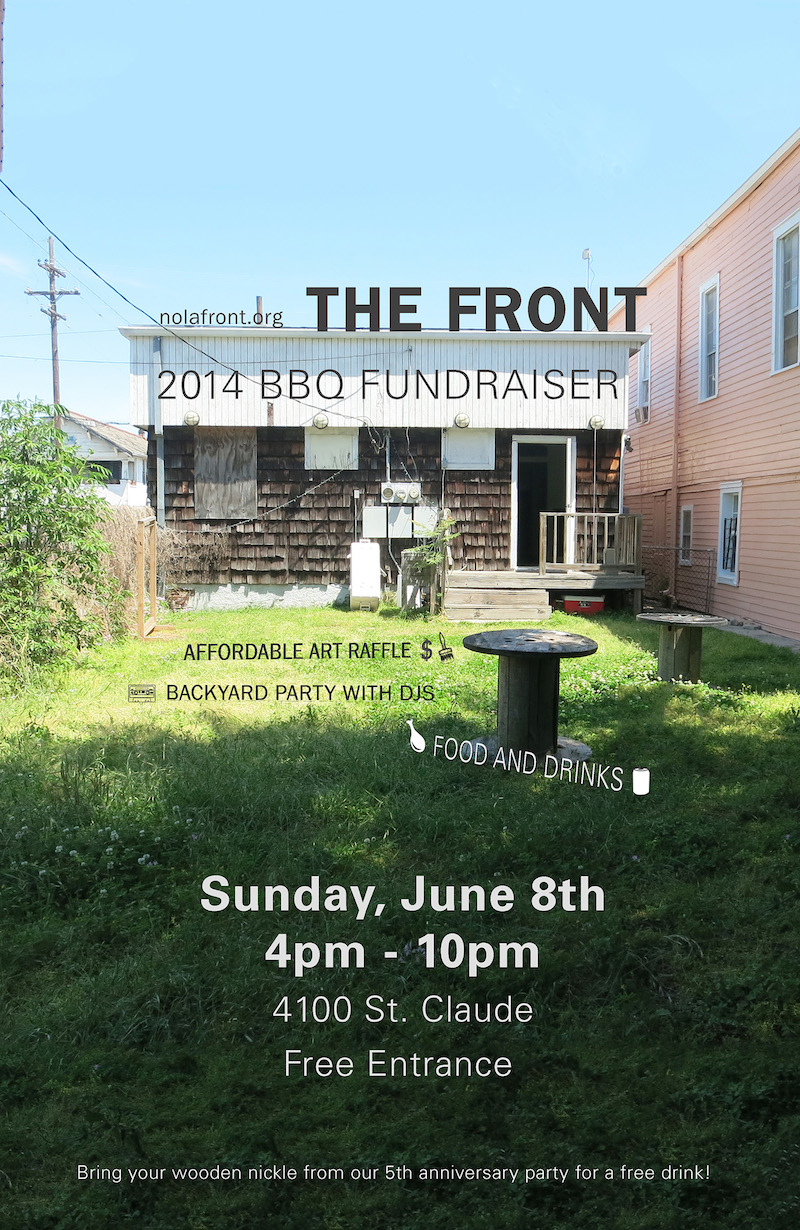 nolafront.org THE FRONT
2014 BBQ FUNDRAISER
AFFORDABLE ART RAFFLE $
BACKYARD PARTY WITH DJS
FOOD AND DRINKS
Sunday, June 8th
4pm - 10pm
4100 St. Claude
Free Entrance
Bring your wooden nickle from our 5th anniversary party for a free drink!